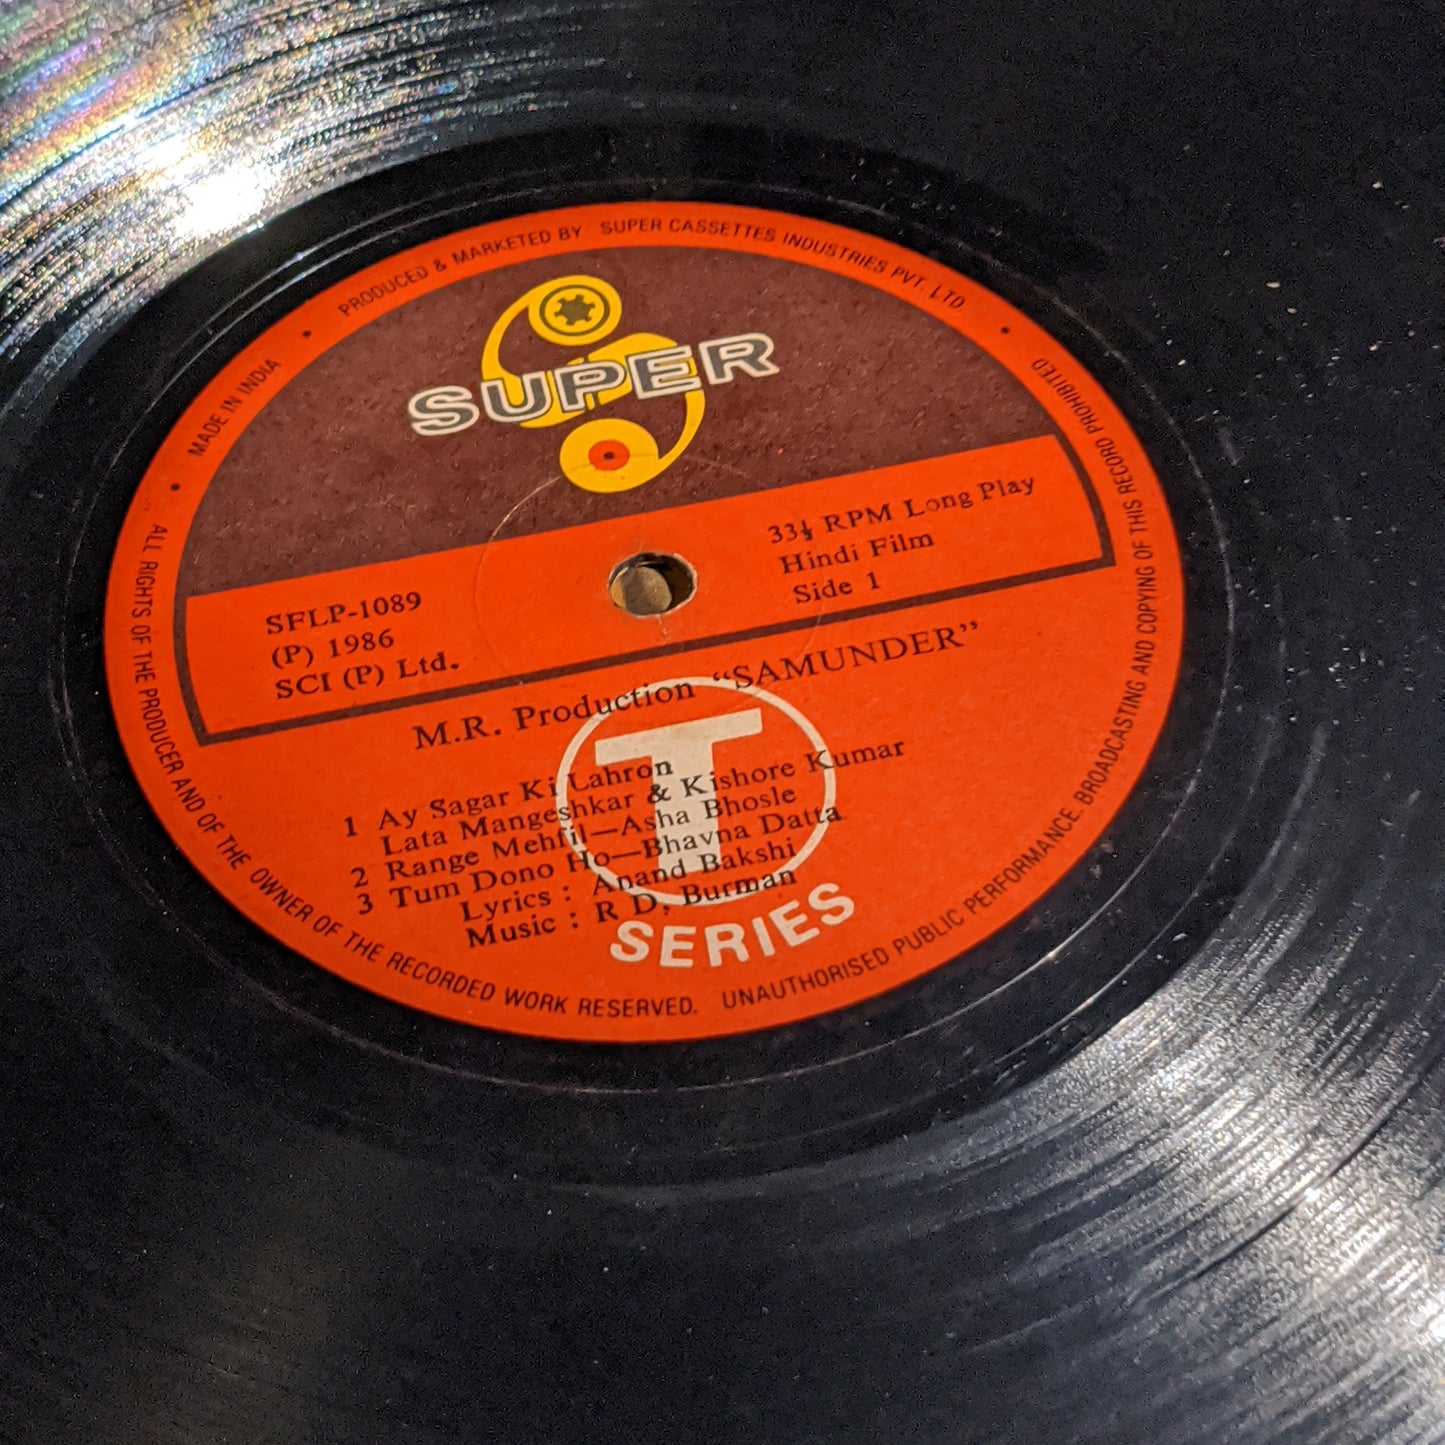 PRODUCED & MARKETED BY SUPER CASSETTES INDUSTRIES PVT. LTD.
MADE IN INDIA
SUPER
33⅓ RPM Long Play
Hindi Film
Side 1
SFLP-1089
(P) 1986
SCI (P) Ltd.
M.R. Production "SAMUNDER"
1 Ay Sagar Ki Lahron
Lata Mangeshkar & Kishore Kumar
2 Range Mehfil—Asha Bhosle
3 Tum Dono Ho—Bhavna Datta
Lyrics : Anand Bakshi
Music : R D, Burman
T
SERIES
ALL RIGHTS OF THE PRODUCER AND OF THE OWNER OF THE RECORDED WORK RESERVED. UNAUTHORISED PUBLIC PERFORMANCE. BROADCASTING AND COPYING OF THIS RECORD PROHIBITED